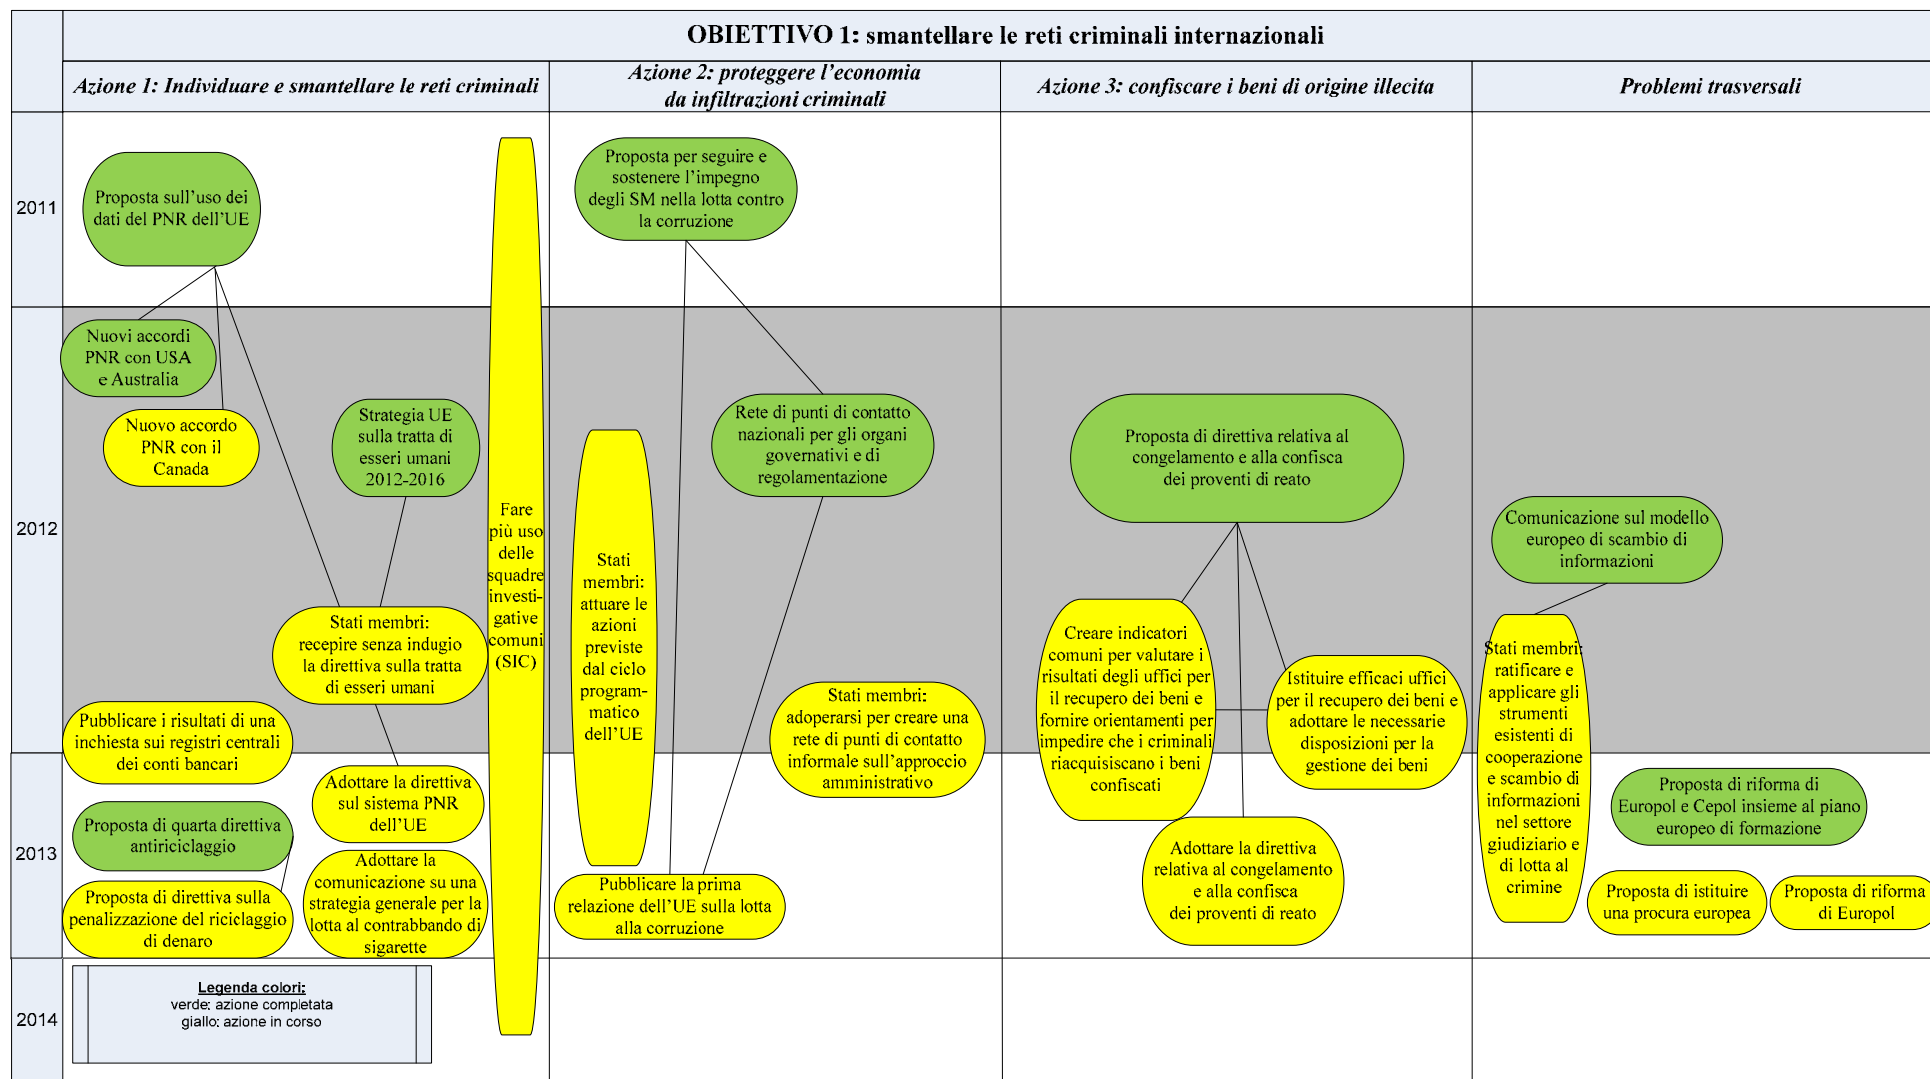 OBIETTIVO 1: smantellare le reti criminali internazionali
Azione 1: Individuare e smantellare le reti criminali
Azione 2: proteggere l'economia
da infiltrazioni criminali
Azione 3: confiscare i beni di origine illecita
Problemi trasversali
2011
Proposta sull'uso dei
dati del PNR dell'UE
Proposta per seguire e
sostenere l'impegno
degli SM nella lotta contro
la corruzione
2012
Nuovi accordi
PNR con USA
e Australia
Nuovo accordo
PNR con il
Canada
Strategia UE
sulla tratta di
esseri umani
2012-2016
Stati membri:
recepire senza indugio
la direttiva sulla tratta
di esseri umani
Pubblicare i risultati di una
inchiesta sui registri centrali
dei conti bancari
Fare
più uso
delle
squadre
investi-
gative
comuni
(SIC)
Stati
membri:
attuare le
azioni
previste
dal ciclo
program-
matico
dell'UE
Rete di punti di contatto
nazionali per gli organi
governativi e di
regolamentazione
Stati membri:
adoperarsi per creare una
rete di punti di contatto
informale sull'approccio
amministrativo
Proposta di direttiva relativa al
congelamento e alla confisca
dei proventi di reato
Creare indicatori
comuni per valutare i
risultati degli uffici per
il recupero dei beni e
fornire orientamenti per
impedire che i criminali
riacquisiscano i beni
confiscati
Istituire efficaci uffici
per il recupero dei beni e
adottare le necessarie
disposizioni per la
gestione dei beni
Comunicazione sul modello
europeo di scambio di
informazioni
Stati membri:
ratificare e
applicare gli
strumenti
esistenti di
cooperazione
e scambio di
informazioni
nel settore
giudiziario e
di lotta al
crimine
2013
Proposta di quarta direttiva
antiriciclaggio
Proposta di direttiva sulla
penalizzazione del riciclaggio
di denaro
Adottare la direttiva
sul sistema PNR
dell'UE
Adottare la
comunicazione su una
strategia generale per la
lotta al contrabbando di
sigarette
Pubblicare la prima
relazione dell'UE sulla lotta
alla corruzione
Adottare la direttiva
relativa al congelamento
e alla confisca
dei proventi di reato
Proposta di riforma di
Europol e Cepol insieme al piano
europeo di formazione
Proposta di istituire
una procura europea
Proposta di riforma
di Europol
2014
Legenda colori:
verde: azione completata
giallo: azione in corso